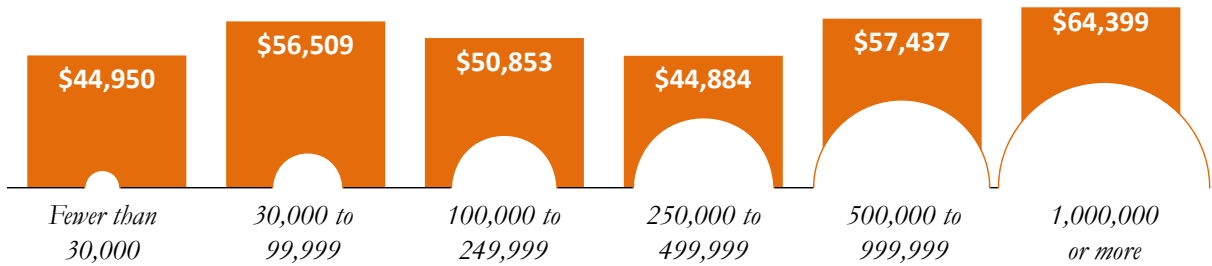 $44,950
$56,509
$50,853
$44,884
$57,437
$64,399
Fewer than
30,000
30,000 to
99,999
100,000 to
249,999
250,000 to
499,999
500,000 to
999,999
1,000,000
or more